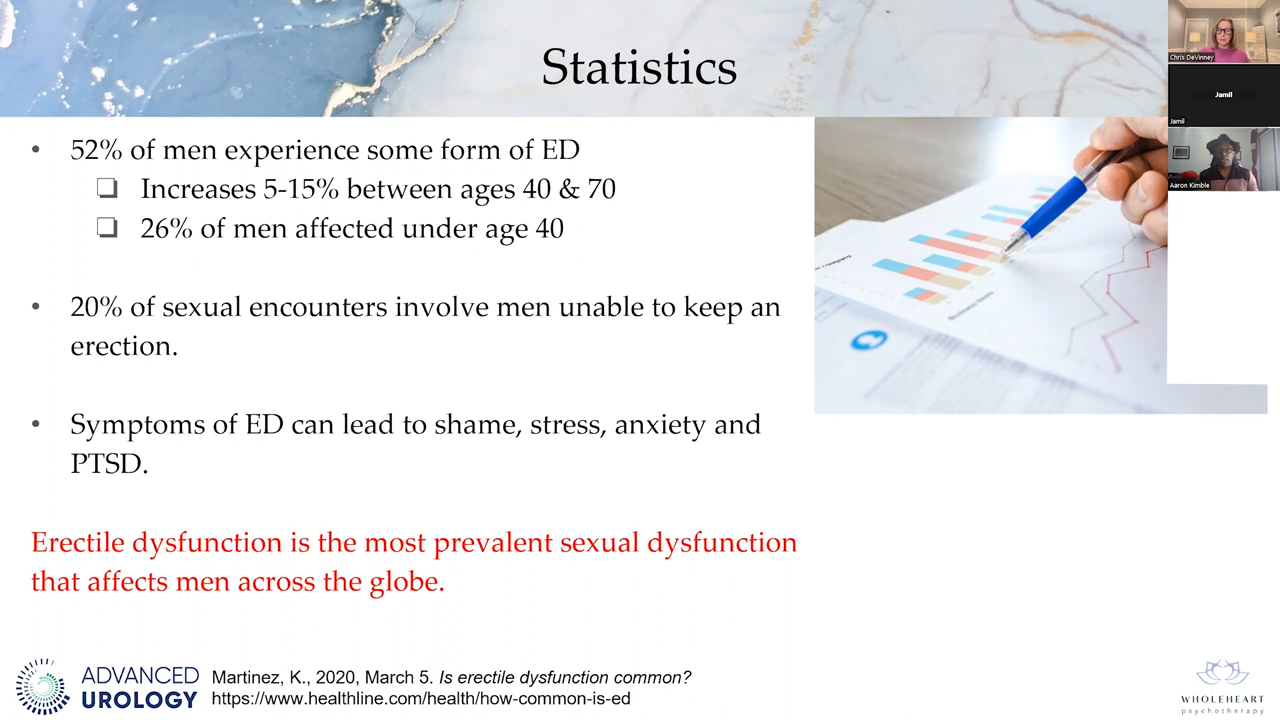 Statistics
• 52% of men experience some form of ED
❑ Increases 5-15% between ages 40 & 70
❑ 26% of men affected under age 40
• 20% of sexual encounters involve men unable to keep an
erection.
• Symptoms of ED can lead to shame, stress, anxiety and
PTSD.
Erectile dysfunction is the most prevalent sexual dysfunction
that affects men across the globe.
ADVANCED
UROLOGY
Martinez, K., 2020, March 5. Is erectile dysfunction common?
https://www.healthline.com/health/how-common-is-ed
WHOLEHEART
psychotherapy
Chris DeVinney
Jamil
Jamil
Aaron Kimble